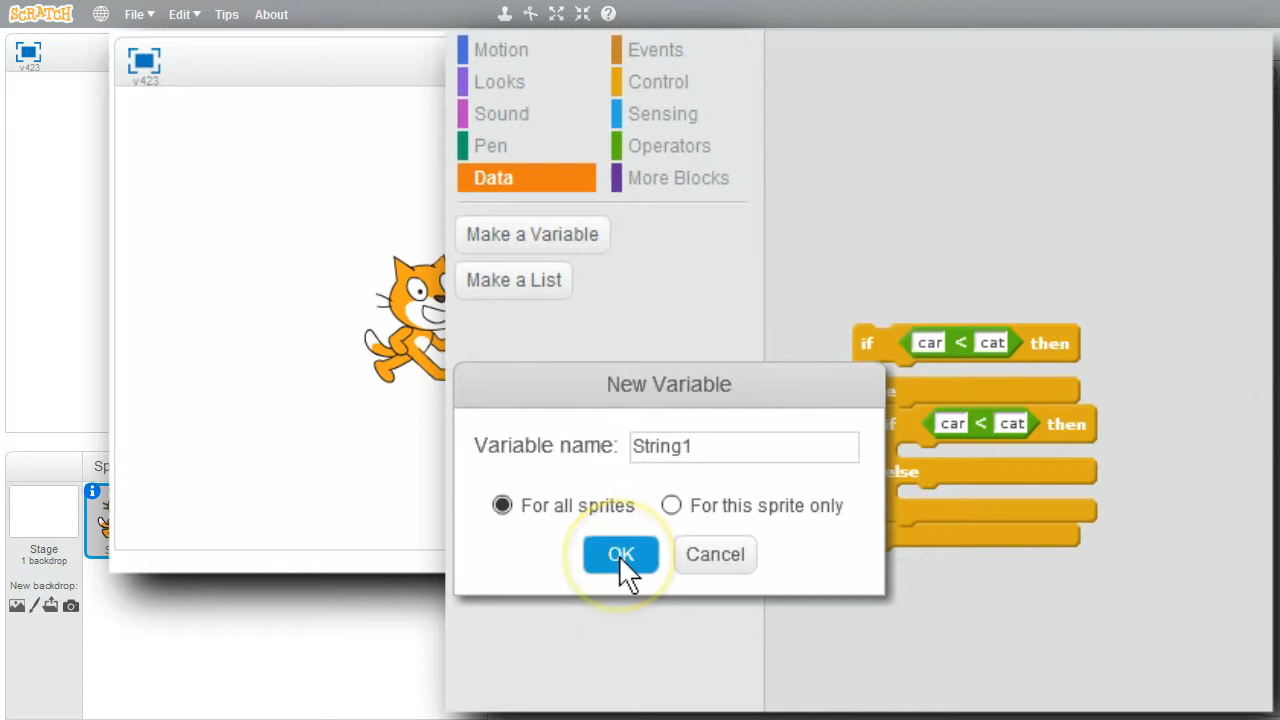 SCRATCH File Edit Tips About
v423
v423
Motion Events
Looks Control
Sound Sensing
Pen Operators
Data More Blocks
Make a Variable
Make a List
if car < cat then
New Variable
Variable name: String1
if car < cat then
else
For all sprites For this sprite only
OK Cancel
Sp
Stage
1 backdrop
New backdrop: